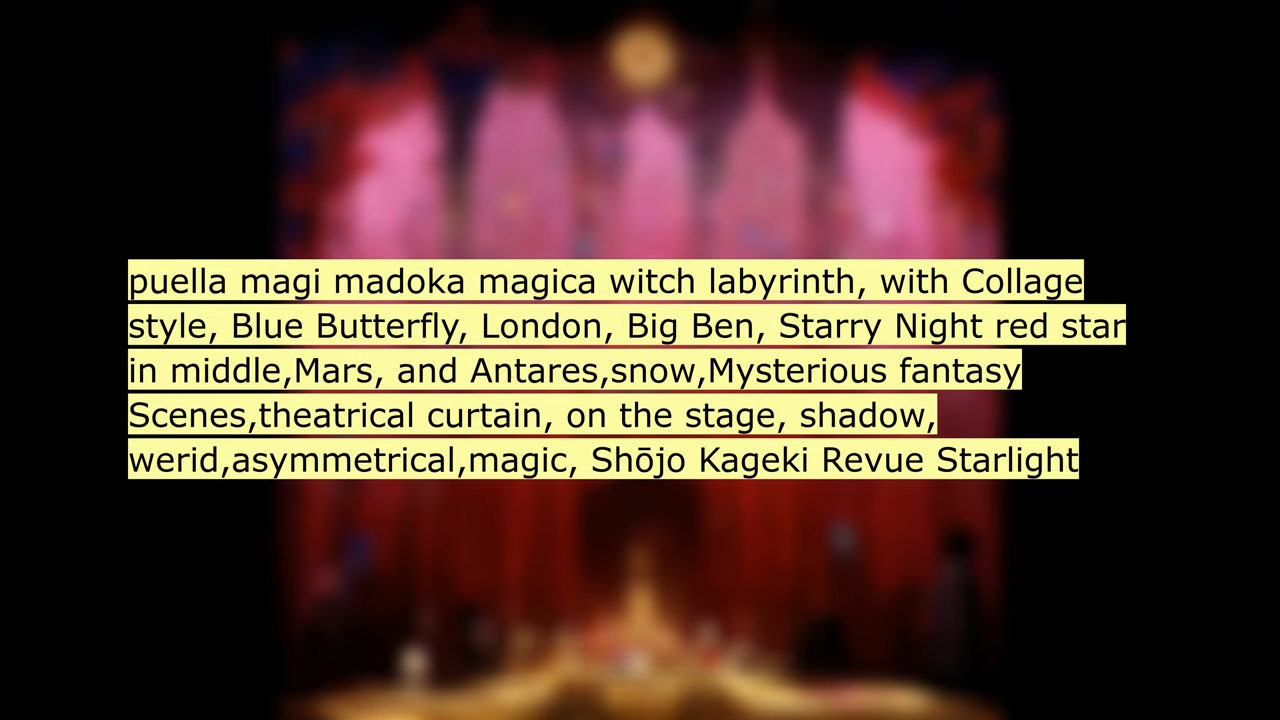 puella magi madoka magica witch labyrinth, with Collage
style, Blue Butterfly, London, Big Ben, Starry Night red star
in middle,Mars, and Antares,snow,Mysterious fantasy
Scenes,theatrical curtain, on the stage, shadow,
werid,asymmetrical,magic, Shōjo Kageki Revue Starlight